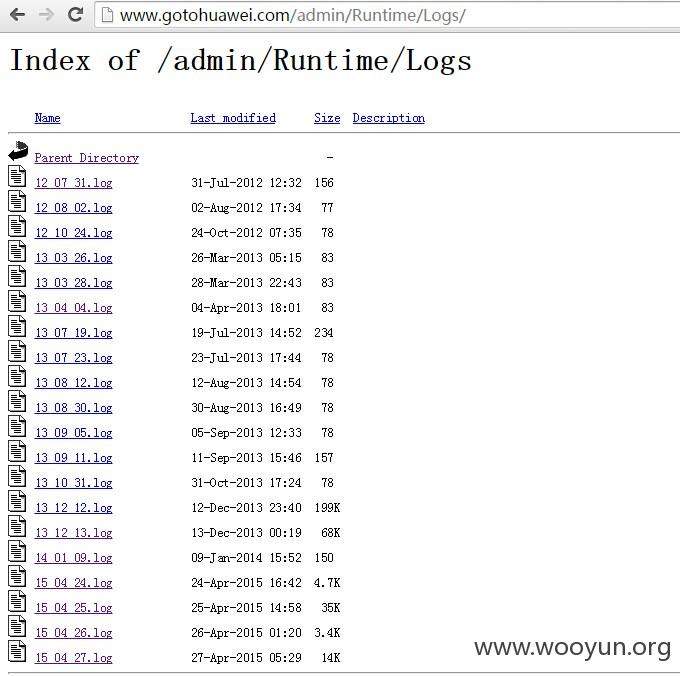 www.gotohuawei.com/admin/Runtime/Logs/
Index of /admin/Runtime/Logs
Name Last modified Size Description
Parent Directory -
12_07_31.log 31-Jul-2012 12:32 156
12_08_02.log 02-Aug-2012 17:34 77
12_10_24.log 24-Oct-2012 07:35 78
13_03_26.log 26-Mar-2013 05:15 83
13_03_28.log 28-Mar-2013 22:43 83
13_04_04.log 04-Apr-2013 18:01 83
13_07_19.log 19-Jul-2013 14:52 234
13_07_23.log 23-Jul-2013 17:44 78
13_08_12.log 12-Aug-2013 14:54 78
13_08_30.log 30-Aug-2013 16:49 78
13_09_05.log 05-Sep-2013 12:33 78
13_09_11.log 11-Sep-2013 15:46 157
13_10_31.log 31-Oct-2013 17:24 78
13_12_12.log 12-Dec-2013 23:40 199K
13_12_13.log 13-Dec-2013 00:19 68K
14_01_09.log 09-Jan-2014 15:52 150
15_04_24.log 24-Apr-2015 16:42 4.7K
15_04_25.log 25-Apr-2015 14:58 35K
15_04_26.log 26-Apr-2015 01:20 3.4K
15_04_27.log 27-Apr-2015 05:29 14K
www.wooyun.org